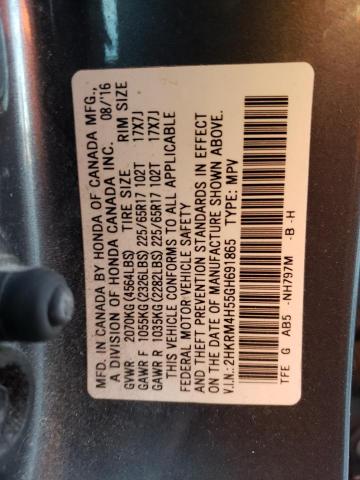 MFD. IN CANADA BY HONDA OF CANADA MFG.,
A DIVISION OF HONDA CANADA INC. 08/'16
GVWR 2070KG (4564LBS) TIRE SIZE RIM SIZE
GAWR F 1055KG (2326LBS) 225/65R17 102T 17X7J
GAWR R 1035KG (2282LBS) 225/65R17 102T 17X7J
THIS VEHICLE CONFORMS TO ALL APPLICABLE
FEDERAL MOTOR VEHICLE SAFETY
AND THEFT PREVENTION STANDARDS IN EFFECT
ON THE DATE OF MANUFACTURE SHOWN ABOVE.
V.I.N.: 2HKRM4H55GH691865 TYPE: MPV
TFE G AB5 -NH797M -B -H